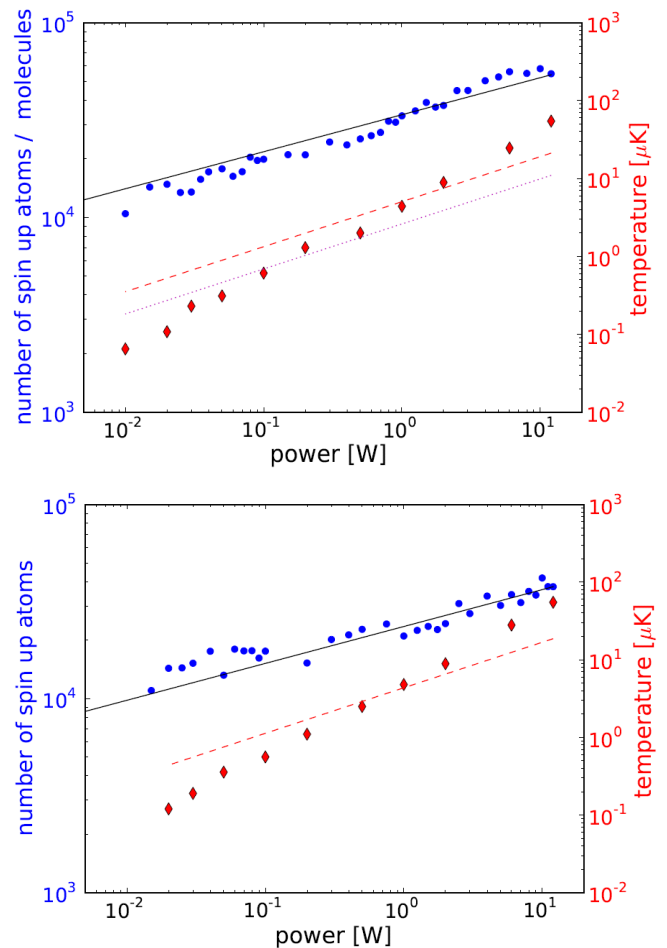 number of spin up atoms / molecules
10^5
10^4
10^3
10^3
10^2
10^1
10^0
10^-1
10^-2
temperature [μK]
10^-2 10^-1 10^0 10^1
power [W]
number of spin up atoms
10^5
10^4
10^3
10^3
10^2
10^1
10^0
10^-1
10^-2
temperature [μK]
10^-2 10^-1 10^0 10^1
power [W]